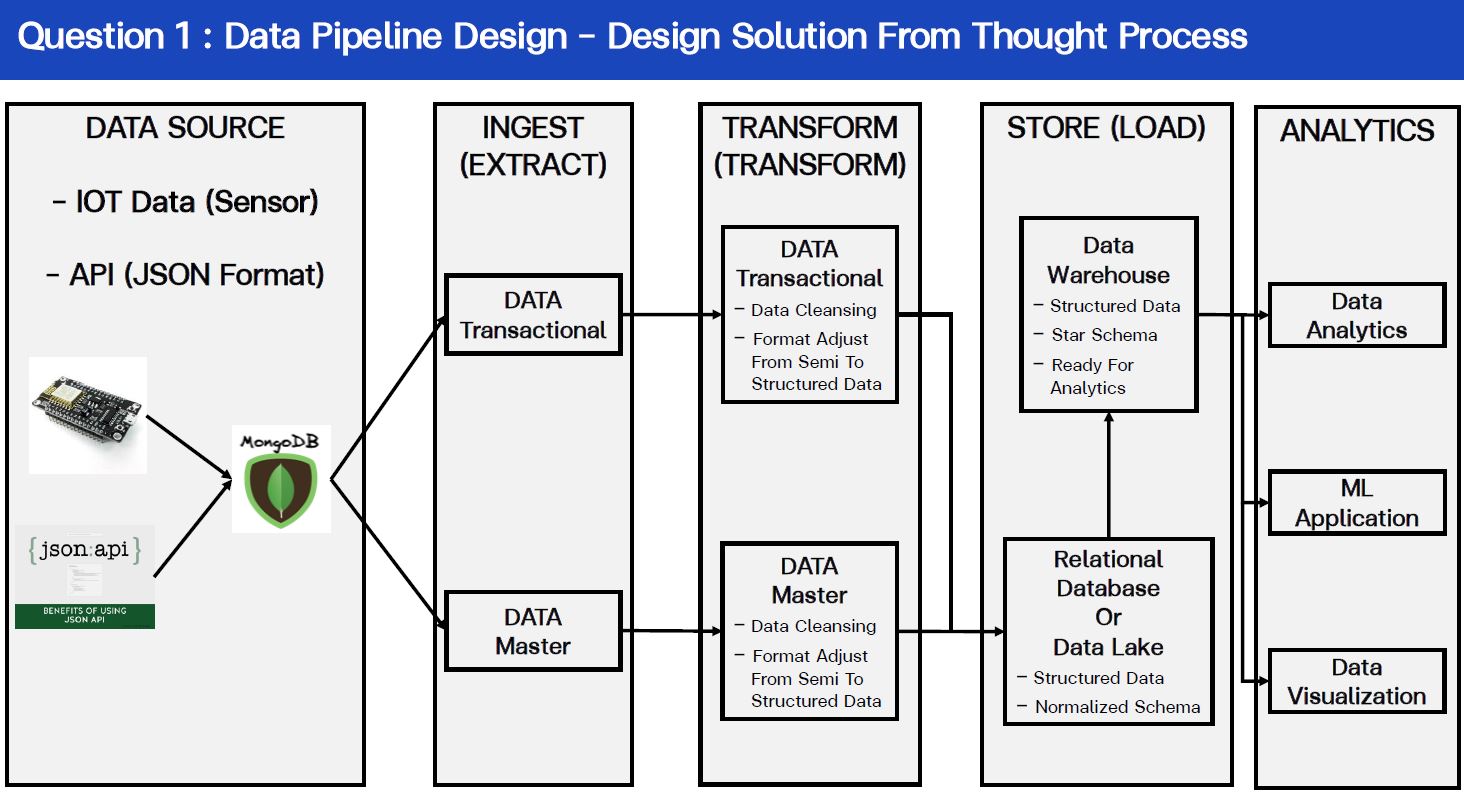 Question 1 : Data Pipeline Design – Design Solution From Thought Process
DATA SOURCE
– IOT Data (Sensor)
– API (JSON Format)
MongoDB
{json:api}
BENEFITS OF USING
JSON API
INGEST
(EXTRACT)
DATA
Transactional
DATA
Master
TRANSFORM
(TRANSFORM)
DATA
Transactional
– Data Cleansing
– Format Adjust
From Semi To
Structured Data
DATA
Master
– Data Cleansing
– Format Adjust
From Semi To
Structured Data
STORE (LOAD)
Data
Warehouse
– Structured Data
– Star Schema
– Ready For
Analytics
Relational
Database
Or
Data Lake
– Structured Data
– Normalized Schema
ANALYTICS
Data
Analytics
ML
Application
Data
Visualization